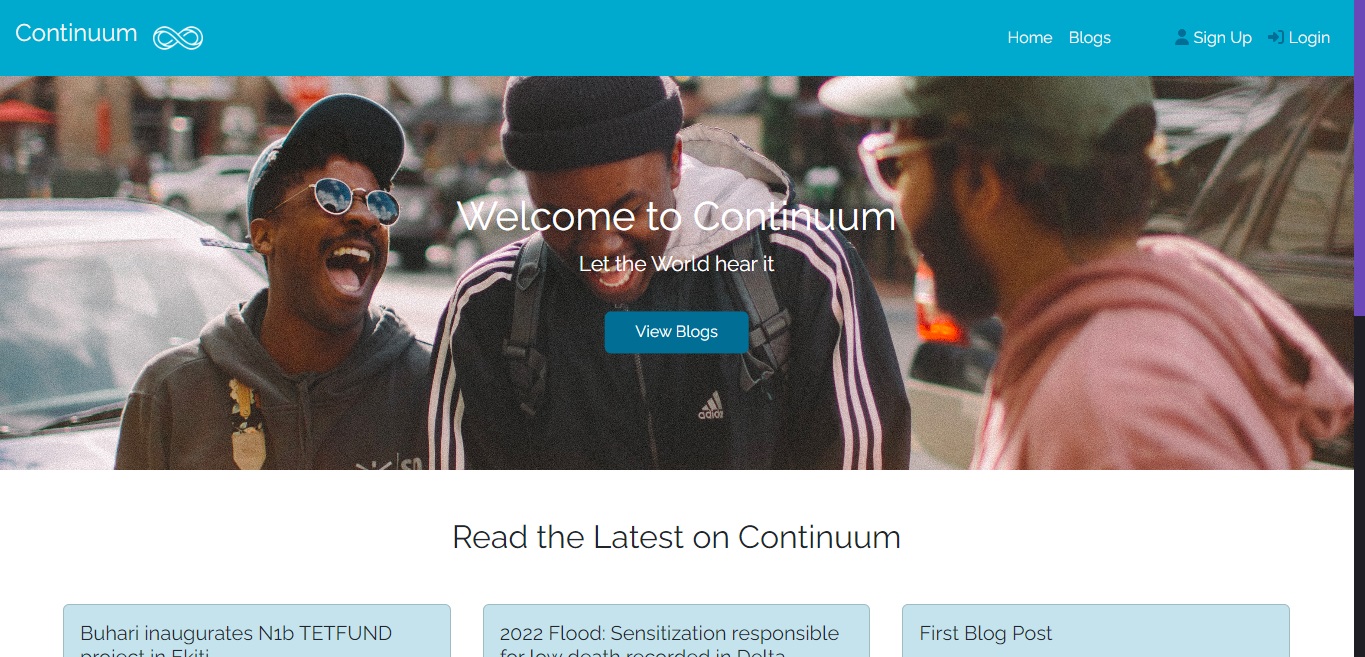 Continuum
Home Blogs Sign Up Login
Welcome to Continuum
Let the World hear it
View Blogs
adidas
Read the Latest on Continuum
Buhari inaugurates N1b TETFUND
project in Ekiti
2022 Flood: Sensitization responsible
for low death recorded in Delta
First Blog Post